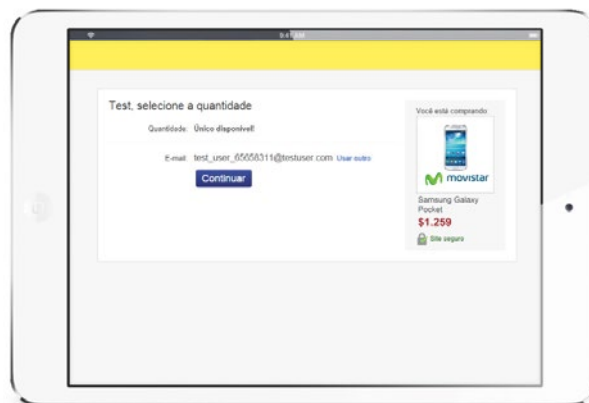 9:41 AM
Test, selecione a quantidade
Quantidade: Único disponível!
E-mail: test_user_65658311@testuser.com Usar outro
Continuar
Você está comprando
movistar
Samsung Galaxy
Pocket
$1.259
Site seguro